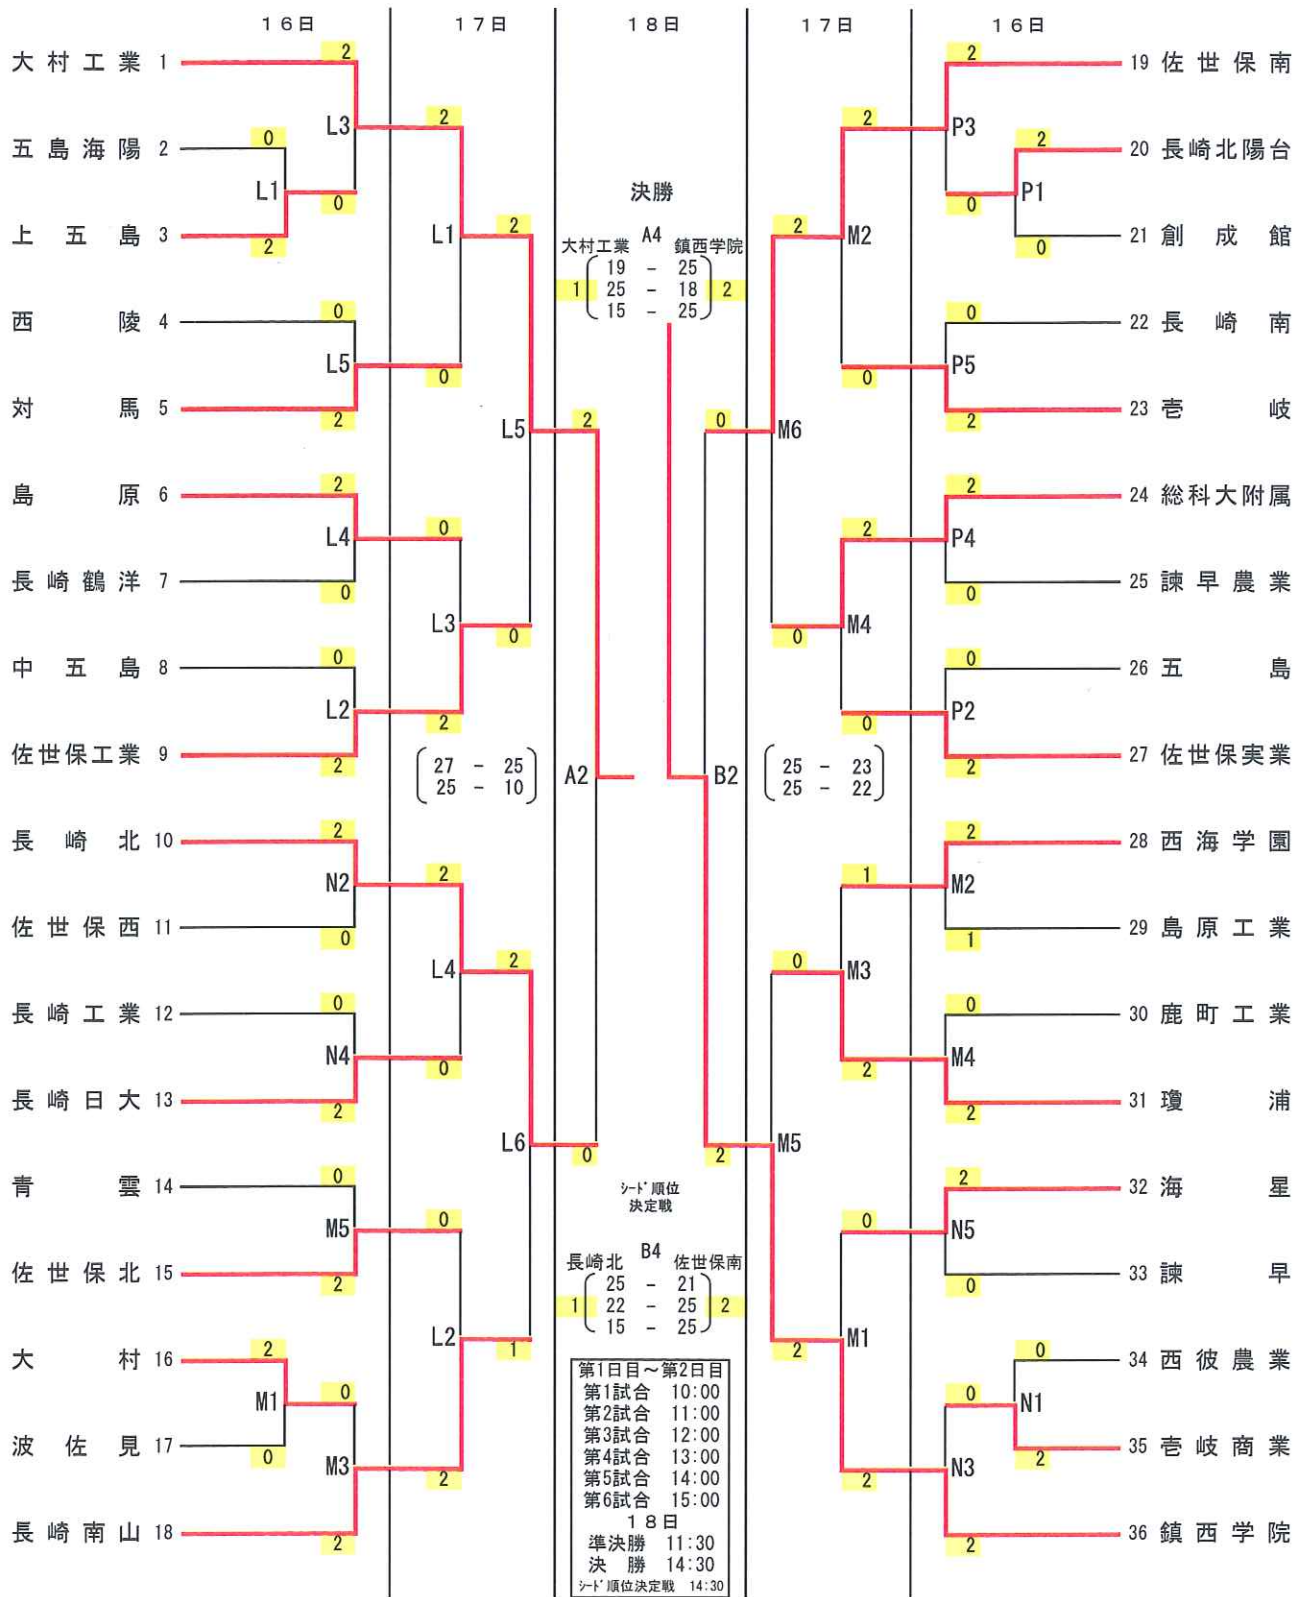 16日 17日 18日 17日 16日
大村工業 1
五島海陽 2
上五島 3
西陵 4
対馬 5
島原 6
長崎鶴洋 7
中五島 8
佐世保工業 9
長崎北 10
佐世保西 11
長崎工業 12
長崎日大 13
青雲 14
佐世保北 15
大村 16
波佐見 17
長崎南山 18
2
L3
0
0
L1
2
0
L5
2
2
L4
0
0
L2
2
2
N2
0
0
N4
2
0
M5
2
2
M1
0
0
M3
2
2
L1
0
0
L3
2
2
L4
0
0
L2
2
2
L5
0
2
L6
1
27 - 25
25 - 10
2
A2
0
決勝
A4
大村工業 鎮西学院
19 - 25
1 25 - 18 2
15 - 25
シード順位
決定戦
B4
長崎北 佐世保南
25 - 21
1 22 - 25 2
15 - 25
第1日目～第2日目
第1試合 10:00
第2試合 11:00
第3試合 12:00
第4試合 13:00
第5試合 14:00
第6試合 15:00
18日
準決勝 11:30
決勝 14:30
シード順位決定戦 14:30
0
B2
2
25 - 23
25 - 22
2
M6
0
0
M5
2
2
M2
0
2
M4
0
1
M3
2
0
M1
2
2
P3
0
2
P1
0
0
P5
2
2
P4
0
0
P2
2
2
M2
1
0
M4
2
2
N5
0
0
N1
2
0
N3
2
19 佐世保南
20 長崎北陽台
21 創成館
22 長崎南
23 壱岐
24 総科大附属
25 諫早農業
26 五島
27 佐世保実業
28 西海学園
29 島原工業
30 鹿町工業
31 瓊浦
32 海星
33 諫早
34 西彼農業
35 壱岐商業
36 鎮西学院